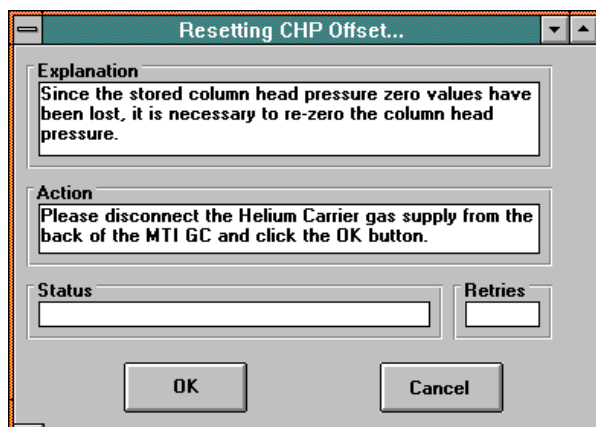 Resetting CHP Offset...
Explanation
Since the stored column head pressure zero values have
been lost, it is necessary to re-zero the column head
pressure.
Action
Please disconnect the Helium Carrier gas supply from the
back of the MTI GC and click the OK button.
Status
Retries
OK
Cancel